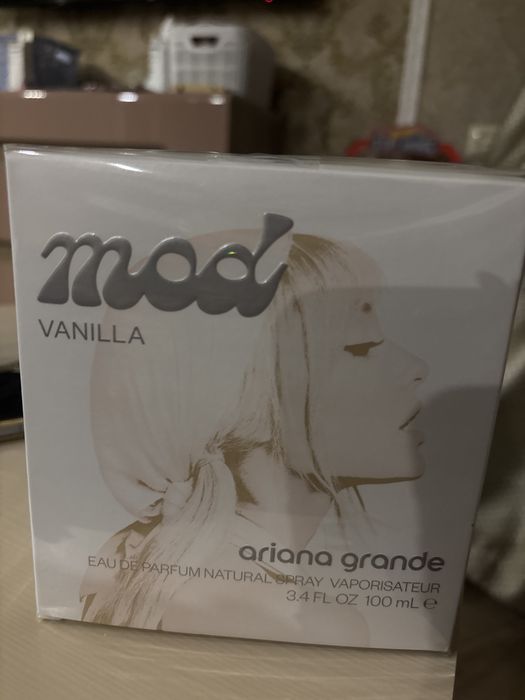 mod
VANILLA
ariana grande
EAU DE PARFUM NATURAL SPRAY VAPORISATEUR
3.4 FL OZ 100 mL ℮